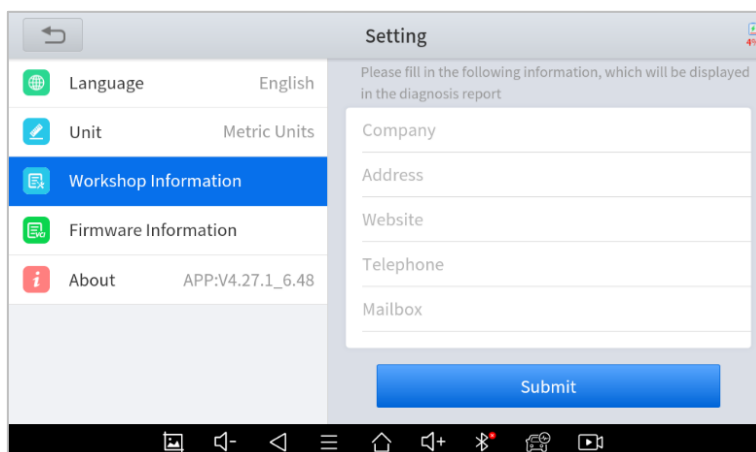 Setting
4%
Language English
Unit Metric Units
Workshop Information
Firmware Information
About APP:V4.27.1_6.48
Please fill in the following information, which will be displayed
in the diagnosis report
Company
Address
Website
Telephone
Mailbox
Submit